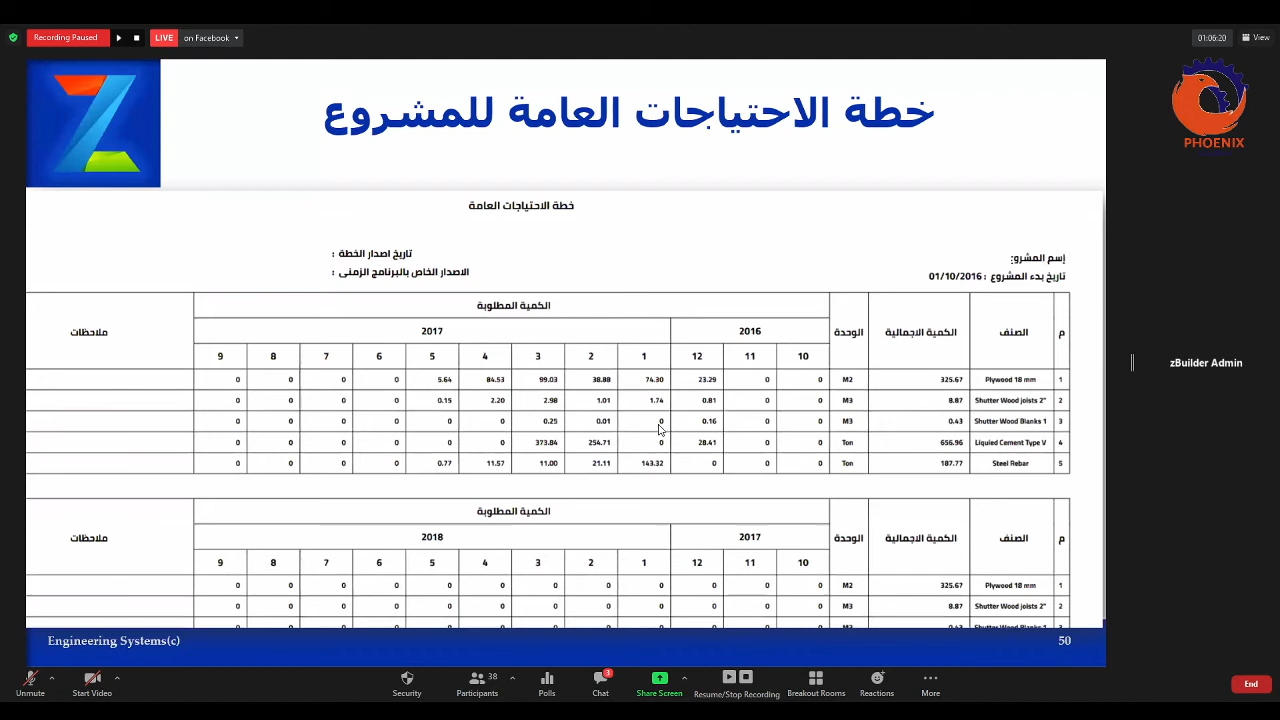 Recording Paused
LIVE on Facebook
01:06:20
View
خطة الاحتياجات العامة للمشروع
PHOENIX
خطة الاحتياجات العامة
إسم المشرو:
تاريخ اصدار الخطة :
تاريخ بدء المشروع : 01/10/2016
الاصدار الخاص بالبرنامج الزمنى :
م الصنف الكمية الاجمالية الوحدة الكمية المطلوبة ملاحظات
2016 2017
10 11 12 1 2 3 4 5 6 7 8 9
1 Plywood 18 mm 325.67 M2 0 0 23.29 74.30 38.88 99.03 84.53 5.64 0 0 0 0
2 Shutter Wood joists 2" 8.87 M3 0 0 0.81 1.74 1.01 2.98 2.20 0.15 0 0 0 0
3 Shutter Wood Blanks 1 0.43 M3 0 0 0.16 0 0.01 0.25 0 0 0 0 0 0
4 Liquied Cement Type V 656.96 Ton 0 0 28.41 0 254.71 373.84 0 0 0 0 0 0
5 Steel Rebar 187.77 Ton 0 0 0 143.32 21.11 11.00 11.57 0.77 0 0 0 0
م الصنف الكمية الاجمالية الوحدة الكمية المطلوبة ملاحظات
2017 2018
10 11 12 1 2 3 4 5 6 7 8 9
1 Plywood 18 mm 325.67 M2 0 0 0 0 0 0 0 0 0 0 0 0
2 Shutter Wood joists 2" 8.87 M3 0 0 0 0 0 0 0 0 0 0 0 0
zBuilder Admin
Engineering Systems(c)
50
Unmute
Start Video
Security
Participants 38
Polls
Chat 3
Share Screen
Resume/Stop Recording
Breakout Rooms
Reactions
More
End